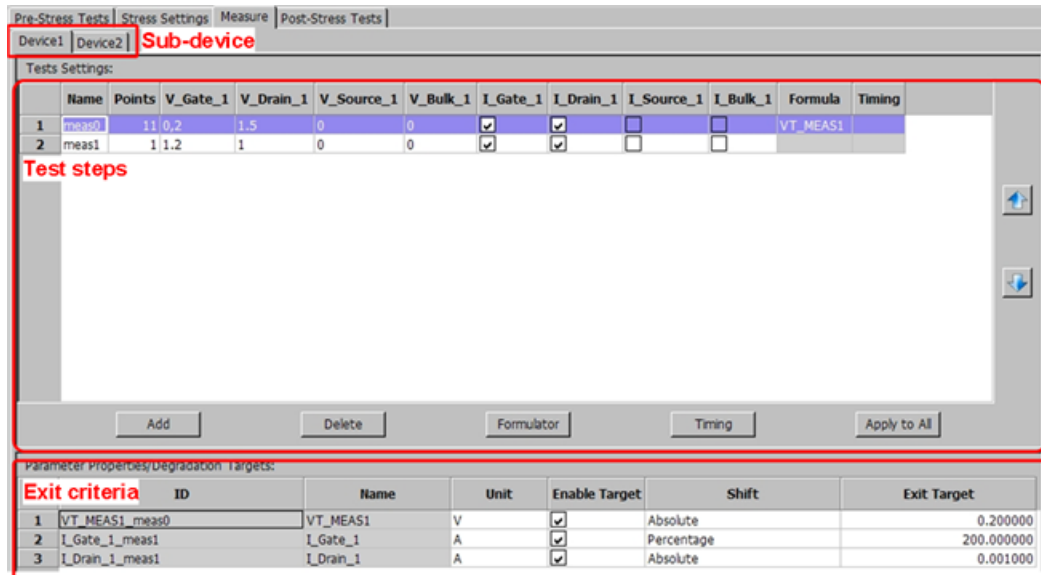 Pre-Stress Tests Stress Settings Measure Post-Stress Tests
Device1 Device2 Sub-device
Tests Settings:
Name Points V_Gate_1 V_Drain_1 V_Source_1 V_Bulk_1 I_Gate_1 I_Drain_1 I_Source_1 I_Bulk_1 Formula Timing
1 meas0 11 0,2 1.5 0 0 VT_MEAS1
2 meas1 1 1.2 1 0 0
Test steps
Add Delete Formulator Timing Apply to All
Parameter Properties/Degradation Targets:
Exit criteria ID Name Unit Enable Target Shift Exit Target
1 VT_MEAS1_meas0 VT_MEAS1 V Absolute 0.200000
2 I_Gate_1_meas1 I_Gate_1 A Percentage 200.000000
3 I_Drain_1_meas1 I_Drain_1 A Absolute 0.001000